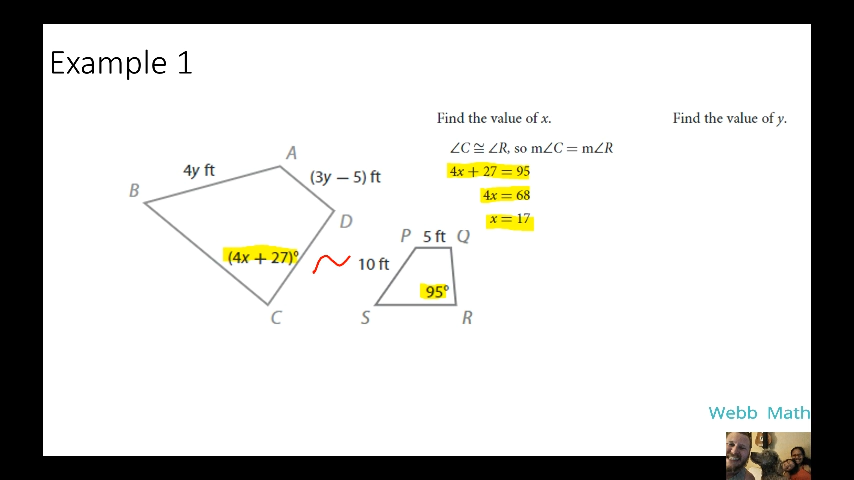 Example 1
Find the value of x.
Find the value of y.
∠C ≅ ∠R, so m∠C = m∠R
4x + 27 = 95
4x = 68
x = 17
A
4y ft
(3y – 5) ft
B
D
P 5 ft Q
(4x + 27)°
10 ft
95°
C
S
R
Webb Math